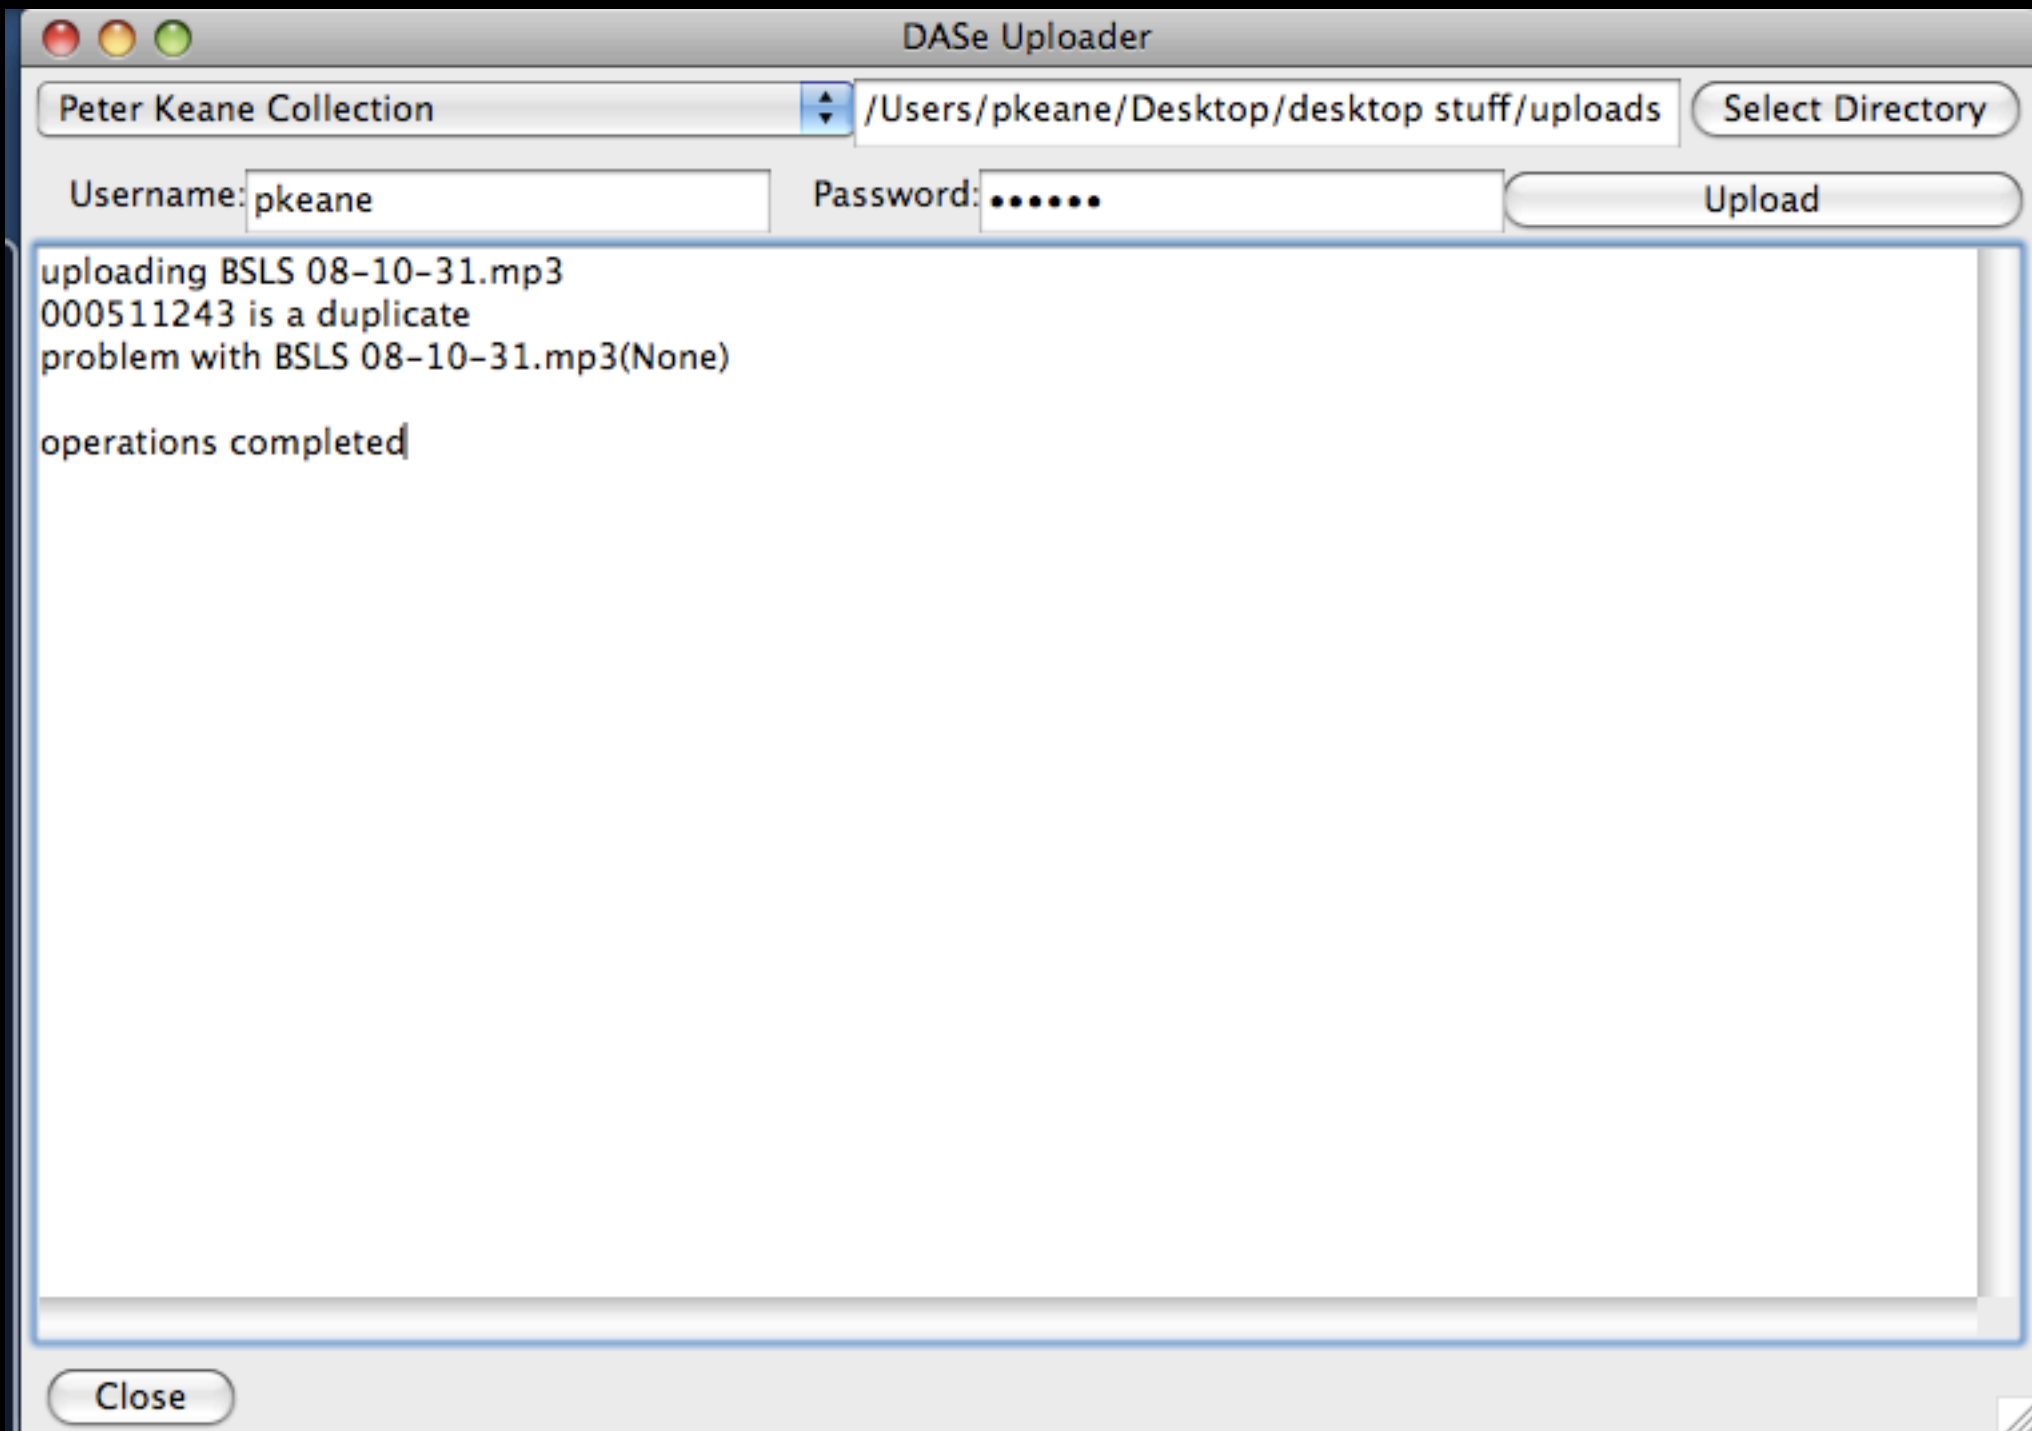 DASe Uploader
Peter Keane Collection
/Users/pkeane/Desktop/desktop stuff/uploads
Select Directory
Username:
pkeane
Password:
••••••
Upload
uploading BSLS 08-10-31.mp3
000511243 is a duplicate
problem with BSLS 08-10-31.mp3(None)
operations completed
Close